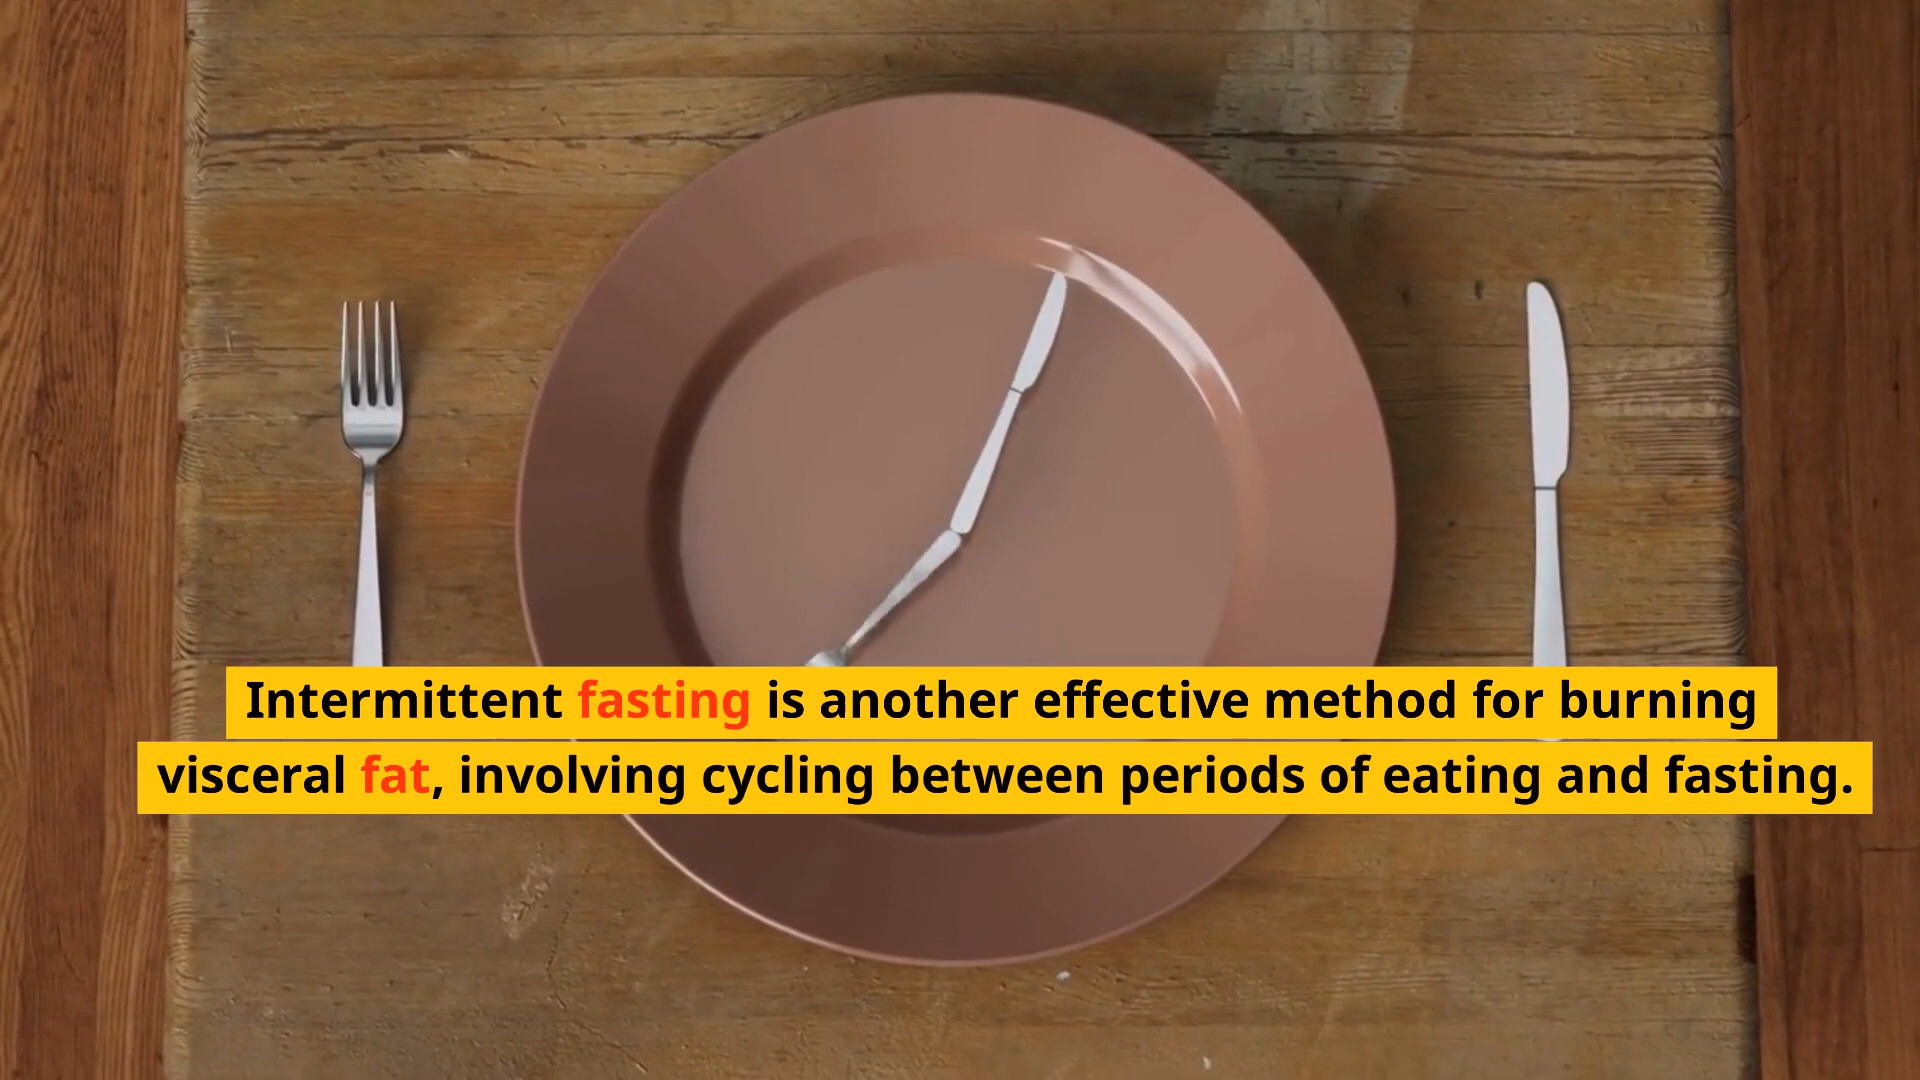 Intermittent fasting is another effective method for burning
visceral fat, involving cycling between periods of eating and fasting.